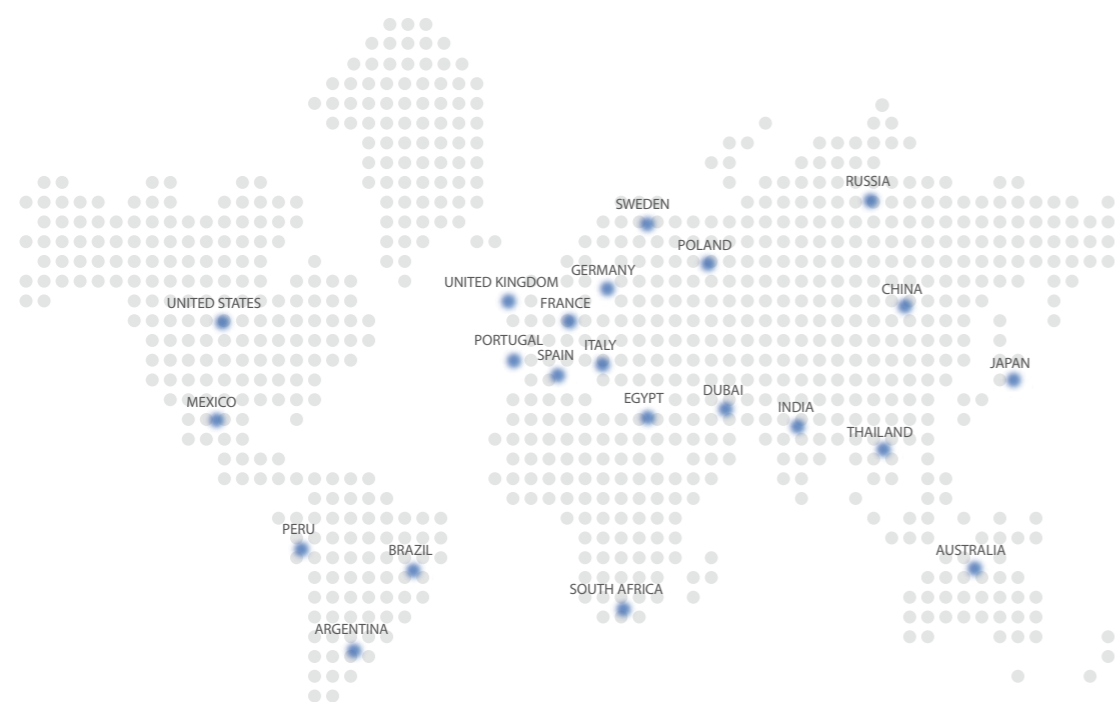 RUSSIA
SWEDEN
POLAND
GERMANY
UNITED KINGDOM
CHINA
UNITED STATES
FRANCE
PORTUGAL
ITALY
SPAIN
JAPAN
DUBAI
EGYPT
MEXICO
INDIA
THAILAND
PERU
BRAZIL
AUSTRALIA
SOUTH AFRICA
ARGENTINA